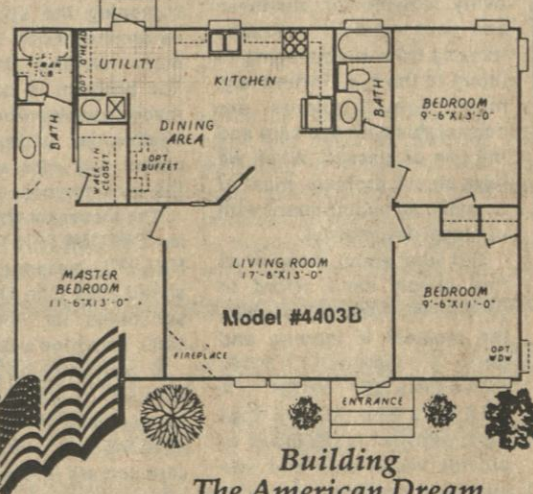 OPT. O'HEAD
UTILITY
KITCHEN
BATH
BATH
BEDROOM
9'-6"X13'-0"
DINING
AREA
WALK-IN
CLOSET
OPT.
BUFFET
MASTER
BEDROOM
11'-6"X13'-0"
LIVING ROOM
17'-8"X13'-0"
Model #4403B
BEDROOM
9'-6"X11'-0"
FIREPLACE
OPT.
WDW
ENTRANCE
Building
The American Dream